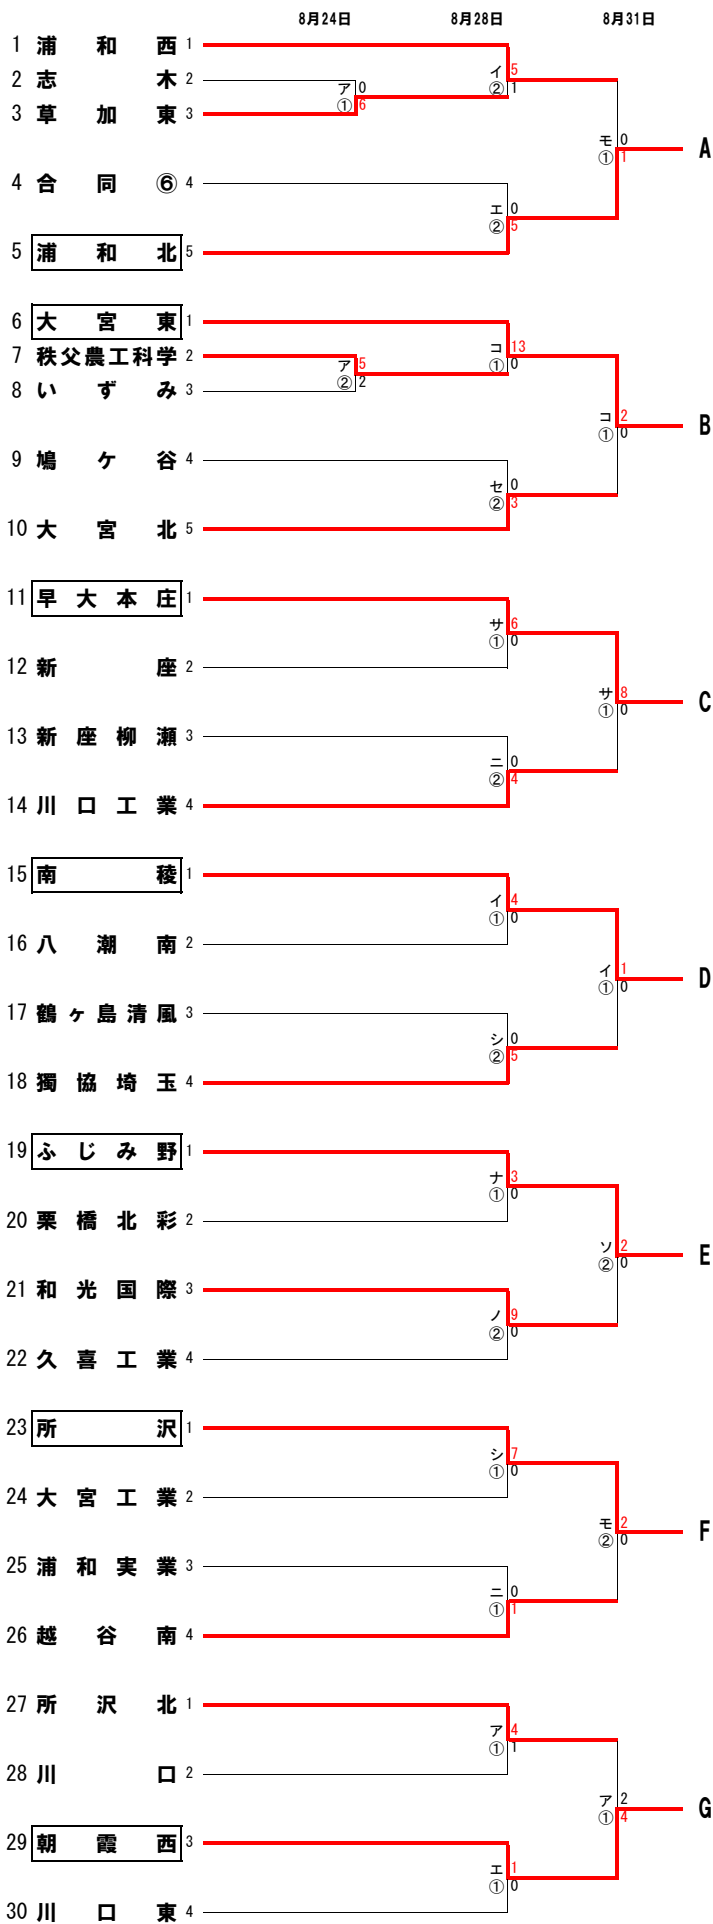 8月24日 8月28日 8月31日
1 浦和西 1
イ 5
2 志木 2
ア 0 ② 1
① 6
3 草加東 3
モ 0
① 1 A
4 合同⑥ 4
エ 0
② 5
5 浦和北 5
6 大宮東 1
コ 13
7 秩父農工科学 2
ア 5 ① 0
② 2
8 いずみ 3
コ 2
① 0 B
9 鳩ケ谷 4
セ 0
② 3
10 大宮北 5
11 早大本庄 1
サ 6
① 0
12 新座 2
サ 8
① 0 C
13 新座柳瀬 3
ニ 0
② 4
14 川口工業 4
15 南稜 1
イ 4
① 0
16 八潮南 2
イ 1
① 0 D
17 鶴ヶ島清風 3
シ 0
② 5
18 獨協埼玉 4
19 ふじみ野 1
ナ 3
① 0
20 栗橋北彩 2
ソ 2
② 0 E
21 和光国際 3
ノ 9
② 0
22 久喜工業 4
23 所沢 1
シ 7
① 0
24 大宮工業 2
モ 2
② 0 F
25 浦和実業 3
ニ 0
① 1
26 越谷南 4
27 所沢北 1
ア 4
① 1
28 川口 2
ア 2
① 4 G
29 朝霞西 3
エ 1
① 0
30 川口東 4